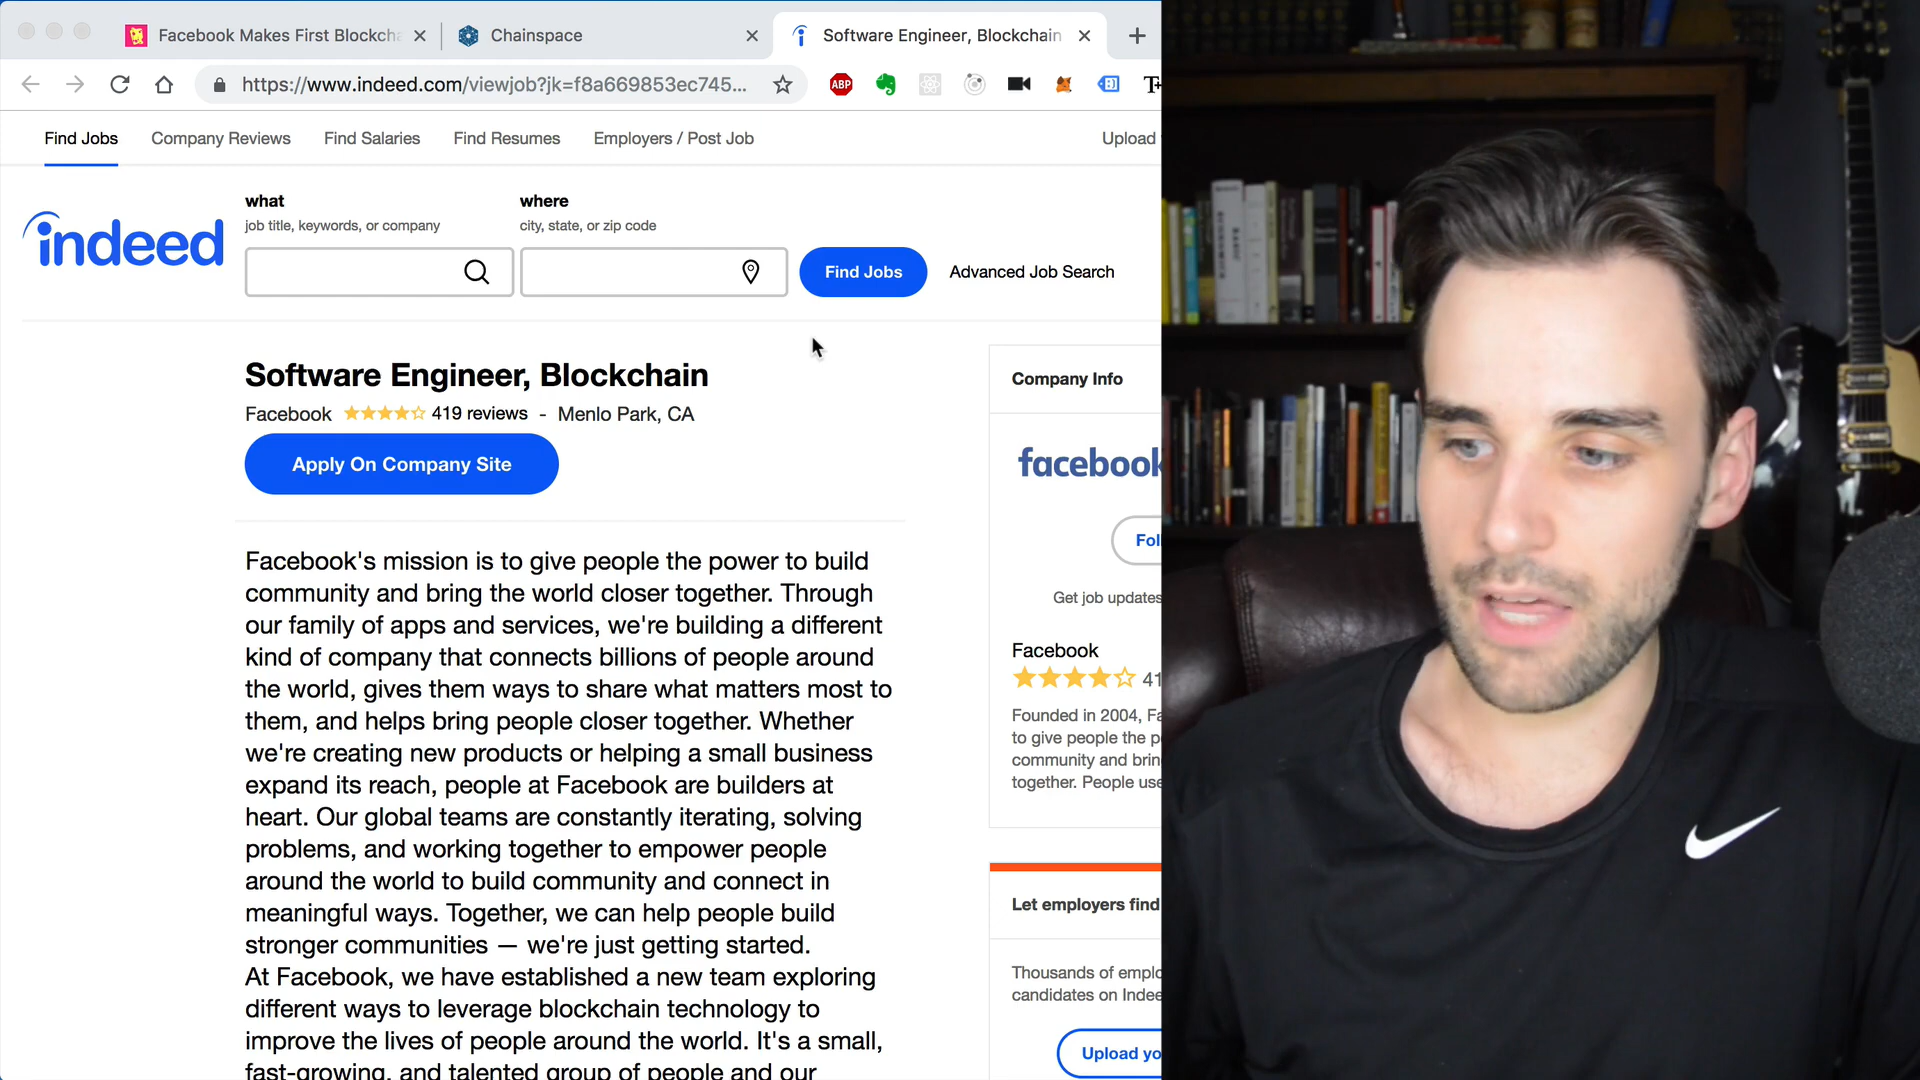 Facebook Makes First Blockcha
Chainspace
Software Engineer, Blockchain
https://www.indeed.com/viewjob?jk=f8a669853ec745...
ABP
Find Jobs
Company Reviews
Find Salaries
Find Resumes
Employers / Post Job
Upload
indeed
what
job title, keywords, or company
where
city, state, or zip code
Find Jobs
Advanced Job Search
Software Engineer, Blockchain
Facebook 419 reviews - Menlo Park, CA
Apply On Company Site
Facebook's mission is to give people the power to build
community and bring the world closer together. Through
our family of apps and services, we're building a different
kind of company that connects billions of people around
the world, gives them ways to share what matters most to
them, and helps bring people closer together. Whether
we're creating new products or helping a small business
expand its reach, people at Facebook are builders at
heart. Our global teams are constantly iterating, solving
problems, and working together to empower people
around the world to build community and connect in
meaningful ways. Together, we can help people build
stronger communities — we're just getting started.
At Facebook, we have established a new team exploring
different ways to leverage blockchain technology to
improve the lives of people around the world. It's a small,
fast-growing, and talented group of people and our
Company Info
facebook
Fol
Get job updates
Facebook
41
Founded in 2004, Fa
to give people the p
community and brin
together. People use
Let employers find
Thousands of emplo
candidates on Indee
Upload yo